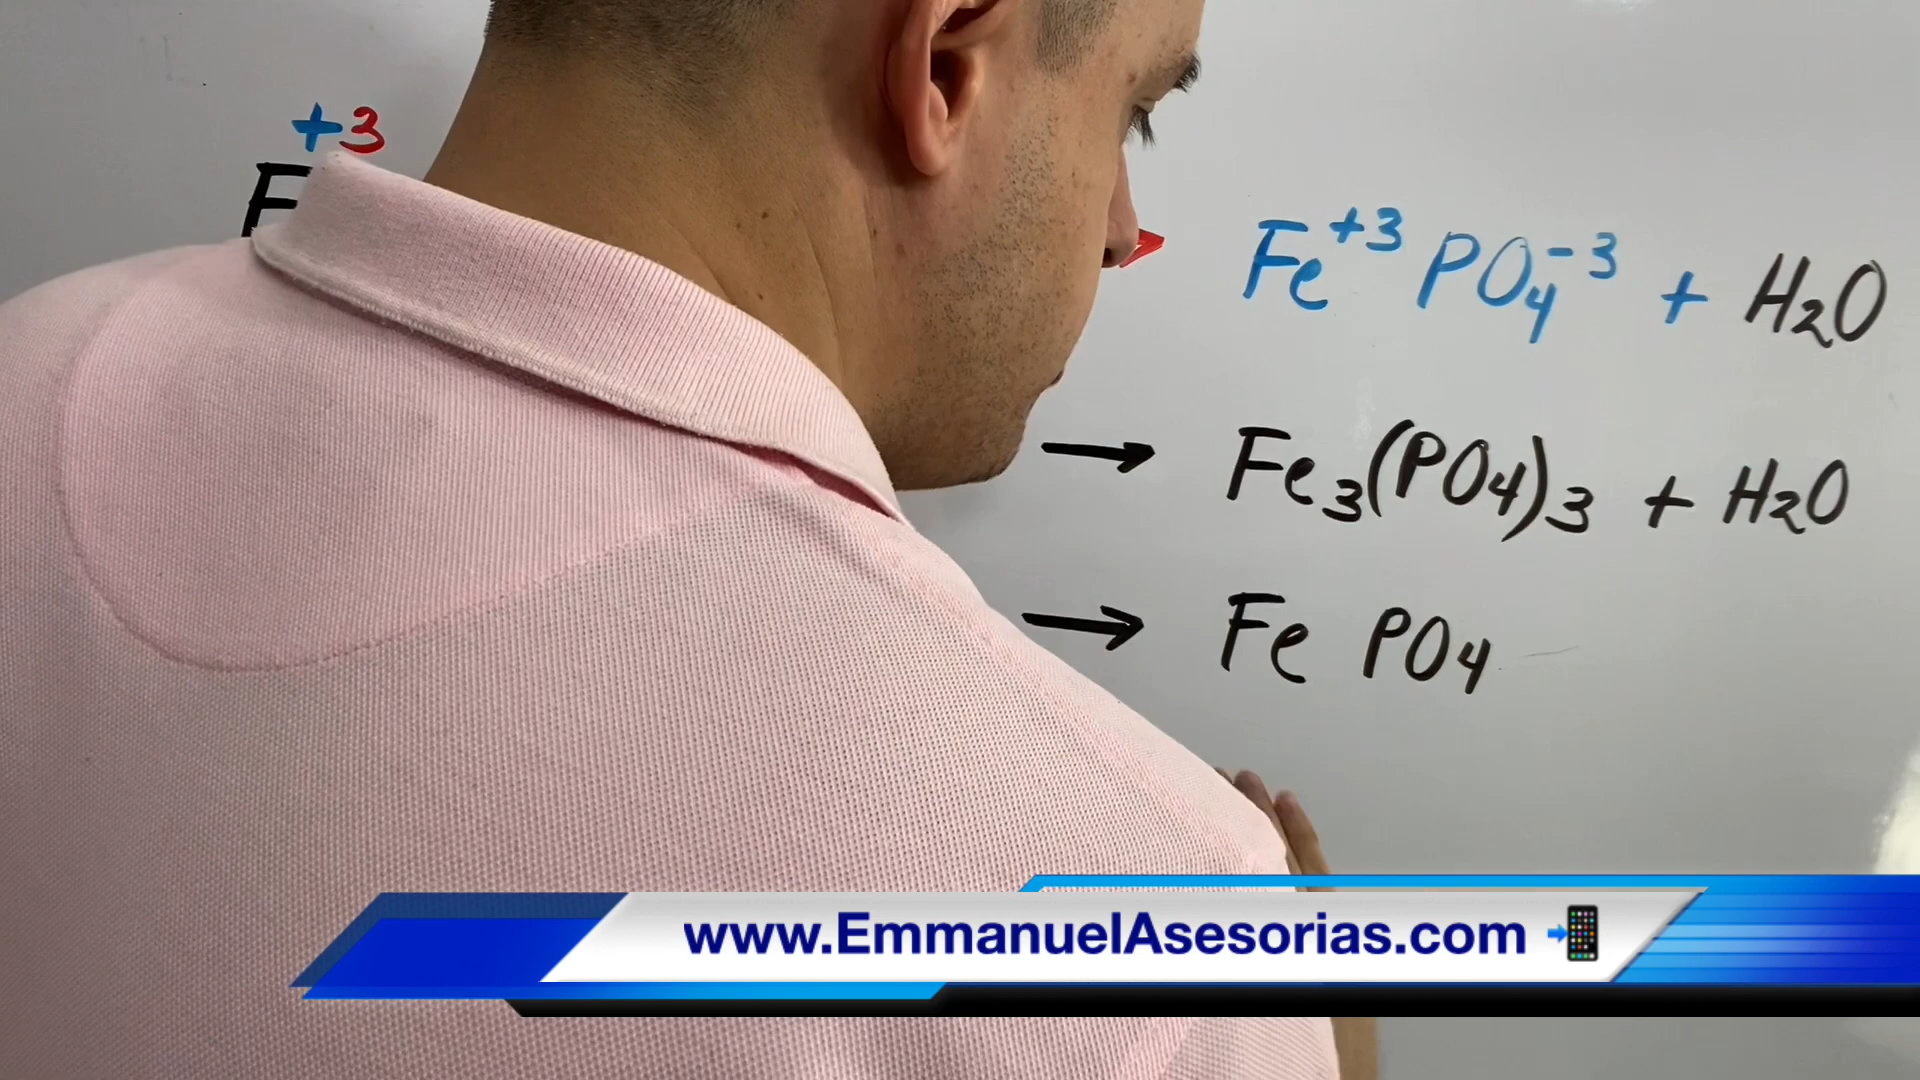 +3
F
Fe⁺³ PO₄⁻³ + H₂O
→ Fe₃(PO₄)₃ + H₂O
→ Fe PO₄
www.EmmanuelAsesorias.com